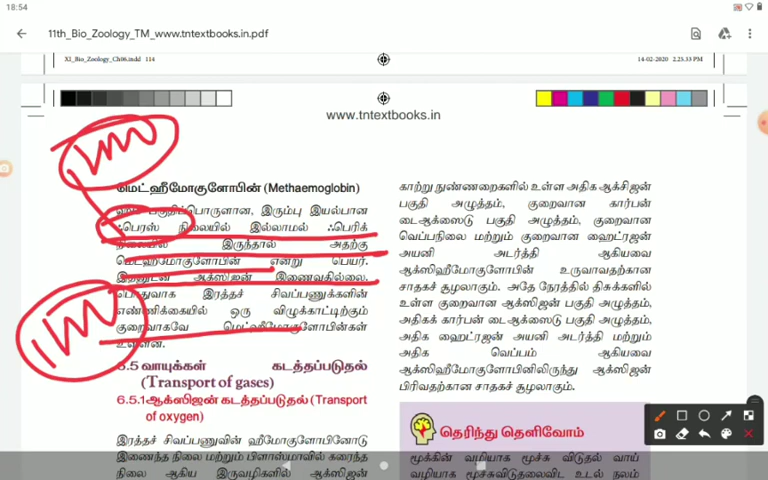 18:54
11th_Bio_Zoology_TM_www.tntextbooks.in.pdf
XI_Bio_Zoology_Ch06.indd 114
14-02-2020 2.23.33 PM
www.tntextbooks.in
மெட்ஹீமோகுளோபின் (Methaemoglobin)
பகுதிப்பொருளான, இரும்பு இயல்பான
ஃபெரஸ் நிலையில் இல்லாமல் ஃபெரிக்
நிலையில் இருந்தால் அதற்கு
மெட்ஹீமோகுளோபின் என்று பெயர்.
இதனுடன் ஆக்ஸிஜன் இணைவதில்லை.
பொதுவாக இரத்தச் சிவப்பணுக்களின்
எண்ணிக்கையில் ஒரு விழுக்காட்டிற்கும்
குறைவாகவே மெட்ஹீமோகுளோபின்கள்
உள்ளன.
6.5 வாயுக்கள் கடத்தப்படுதல்
(Transport of gases)
6.5.1 ஆக்ஸிஜன் கடத்தப்படுதல் (Transport
of oxygen)
இரத்தச் சிவப்பணுவின் ஹீமோகுளோபினோடு
இணைந்த நிலை மற்றும் பிளாஸ்மாவில் கரைந்த
நிலை ஆகிய இருவழிகளில் ஆக்ஸிஜன்
காற்று நுண்ணறைகளில் உள்ள அதிக ஆக்சிஜன்
பகுதி அழுத்தம், குறைவான கார்பன்
டைஆக்ஸைடு பகுதி அழுத்தம், குறைவான
வெப்பநிலை மற்றும் குறைவான ஹைட்ரஜன்
அயனி அடர்த்தி ஆகியவை
ஆக்ஸிஹீமோகுளோபின் உருவாவதற்கான
சாதகச் சூழலாகும். அதே நேரத்தில் திசுக்களில்
உள்ள குறைவான ஆக்ஸிஜன் பகுதி அழுத்தம்,
அதிகக் கார்பன் டைஆக்ஸைடு பகுதி அழுத்தம்,
அதிக ஹைட்ரஜன் அயனி அடர்த்தி மற்றும்
அதிக வெப்பம் ஆகியவை
ஆக்ஸிஹீமோகுளோபினிலிருந்து ஆக்ஸிஜன்
பிரிவதற்கான சாதகச் சூழலாகும்.
தெரிந்து தெளிவோம்
மூக்கின் வழியாக மூச்சு விடுதல் வாய்
வழியாக மூச்சுவிடுதலைவிட உடல் நலம்